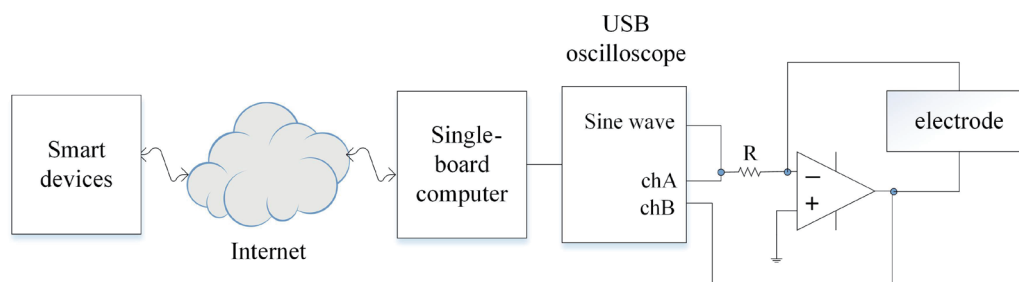 USB
oscilloscope
Smart
devices
Internet
Single-
board
computer
Sine wave
chA
chB
R
−
+
electrode